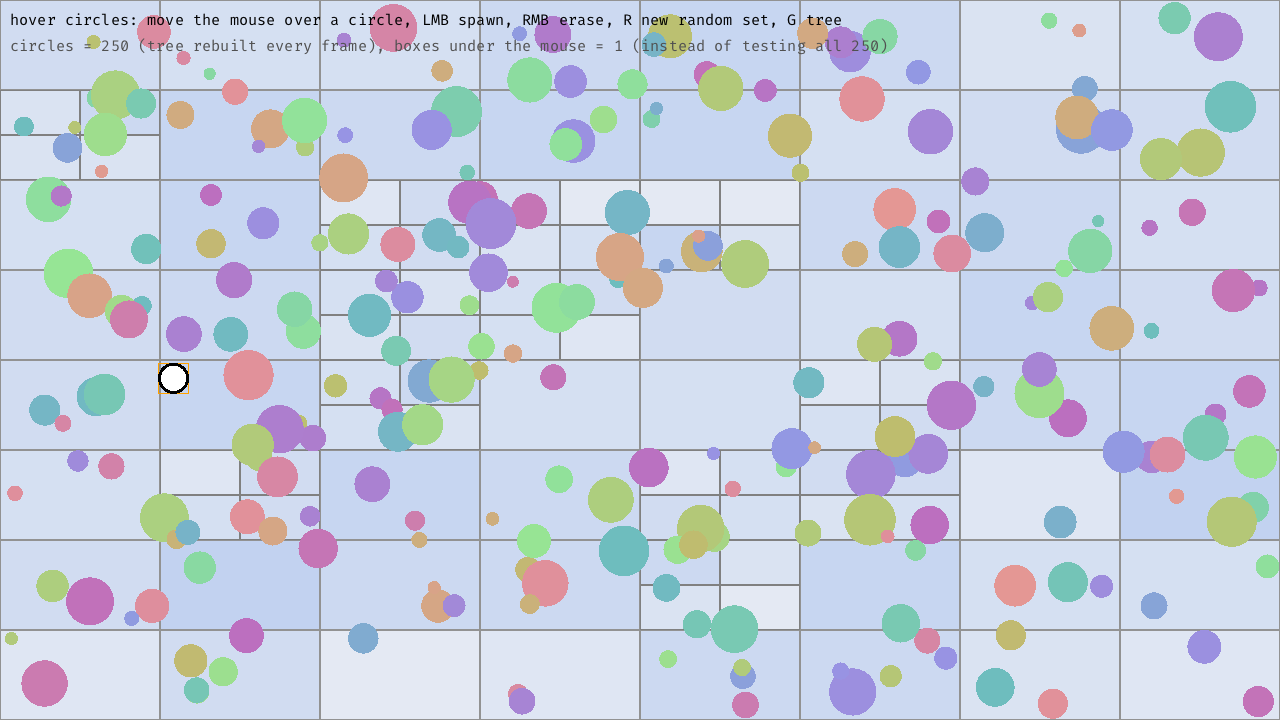 hover circles: move the mouse over a circle, LMB spawn, RMB erase, R new random set, G tree
circles = 250 (tree rebuilt every frame), boxes under the mouse = 1 (instead of testing all 250)